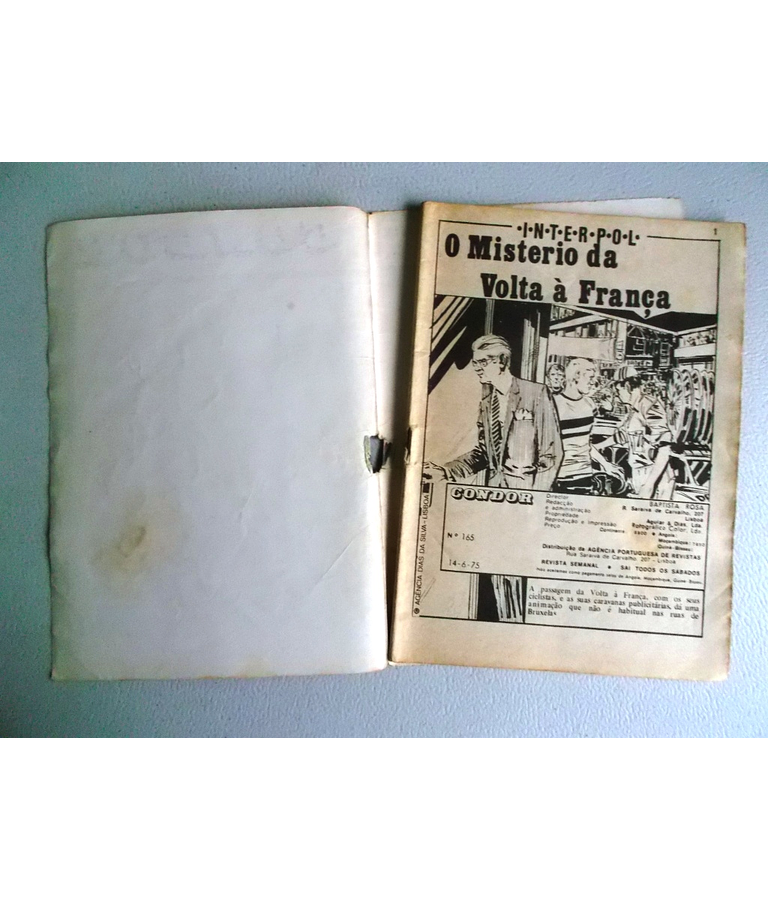 ·I·N·T·E·R·P·O·L·
1
O Misterio da
Volta à França
CONDOR
Nº 165
14-6-75
Director
BAPTISTA ROSA
Redacção
e administração
R. Saraiva de Carvalho, 207
Lisboa
Propriedade
Aguiar & Dias, Lda.
Reprodução e impressão
Rotográfico Color, Lda.
Preço
Continente:
Angola:
Moçambique:
Guiné-Bissau:
Distribuição da AGÊNCIA PORTUGUESA DE REVISTAS
Rua Saraiva de Carvalho, 207 - Lisboa
REVISTA SEMANAL • SAI TODOS OS SÁBADOS
© AGÊNCIA DIAS DA SILVA - LISBOA
A passagem da Volta à França, com os seus
ciclistas, e as suas caravanas publicitárias, dá uma
animação que não é habitual nas ruas de
Bruxelas